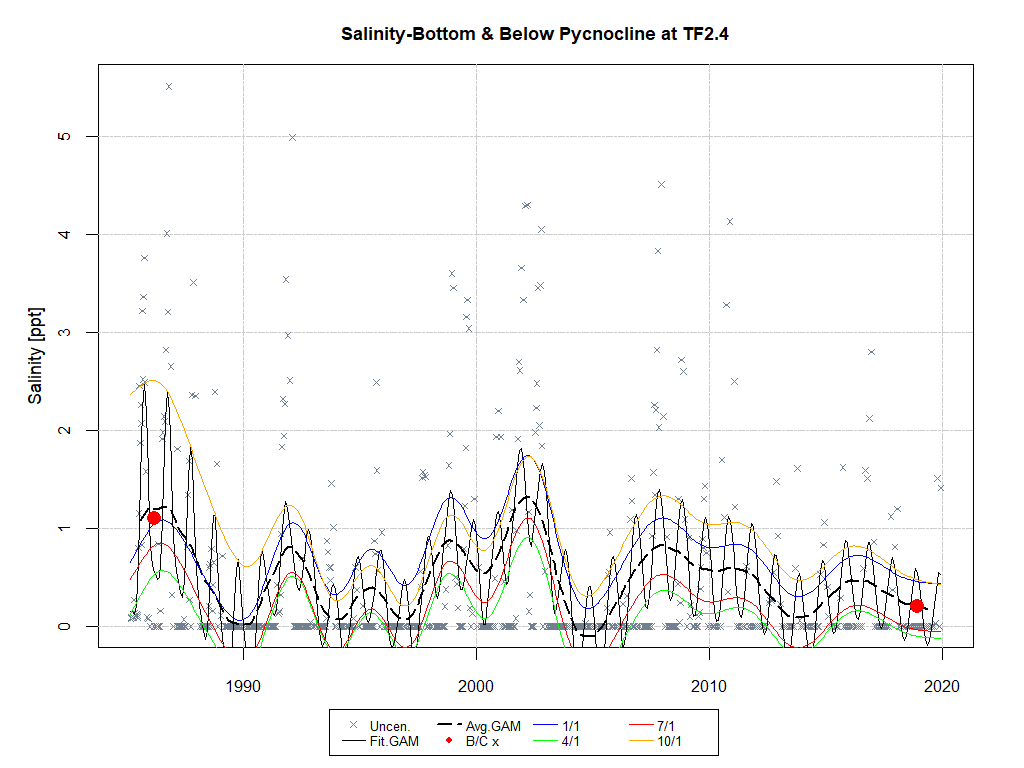 Salinity-Bottom & Below Pycnocline at TF2.4
Salinity [ppt]
5
4
3
2
1
0
1990 2000 2010 2020
Uncen. Avg.GAM 1/1 7/1
Fit.GAM B/C x 4/1 10/1